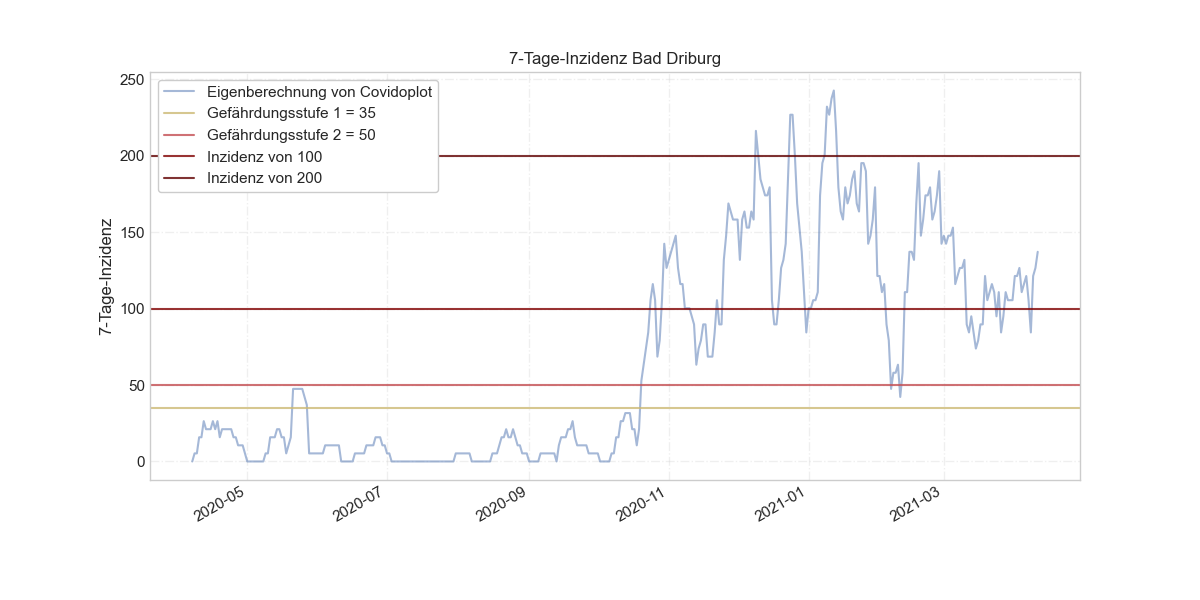 7-Tage-Inzidenz Bad Driburg
250
200
150
100
50
0
7-Tage-Inzidenz
Eigenberechnung von Covidoplot
Gefährdungsstufe 1 = 35
Gefährdungsstufe 2 = 50
Inzidenz von 100
Inzidenz von 200
2020-05
2020-07
2020-09
2020-11
2021-01
2021-03